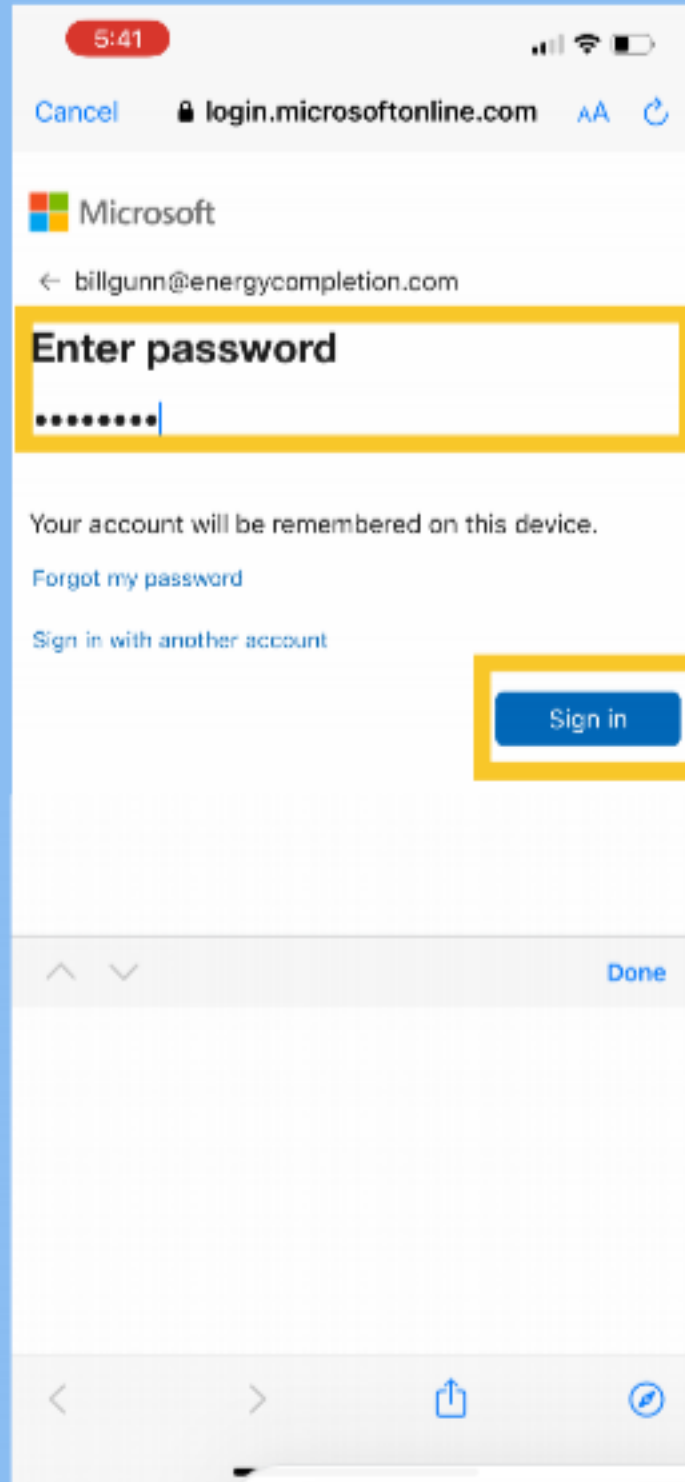 5:41
Cancel login.microsoftonline.com AA
Microsoft
← billgunn@energycompletion.com
Enter password
••••••••
Your account will be remembered on this device.
Forgot my password
Sign in with another account
Sign in
Done